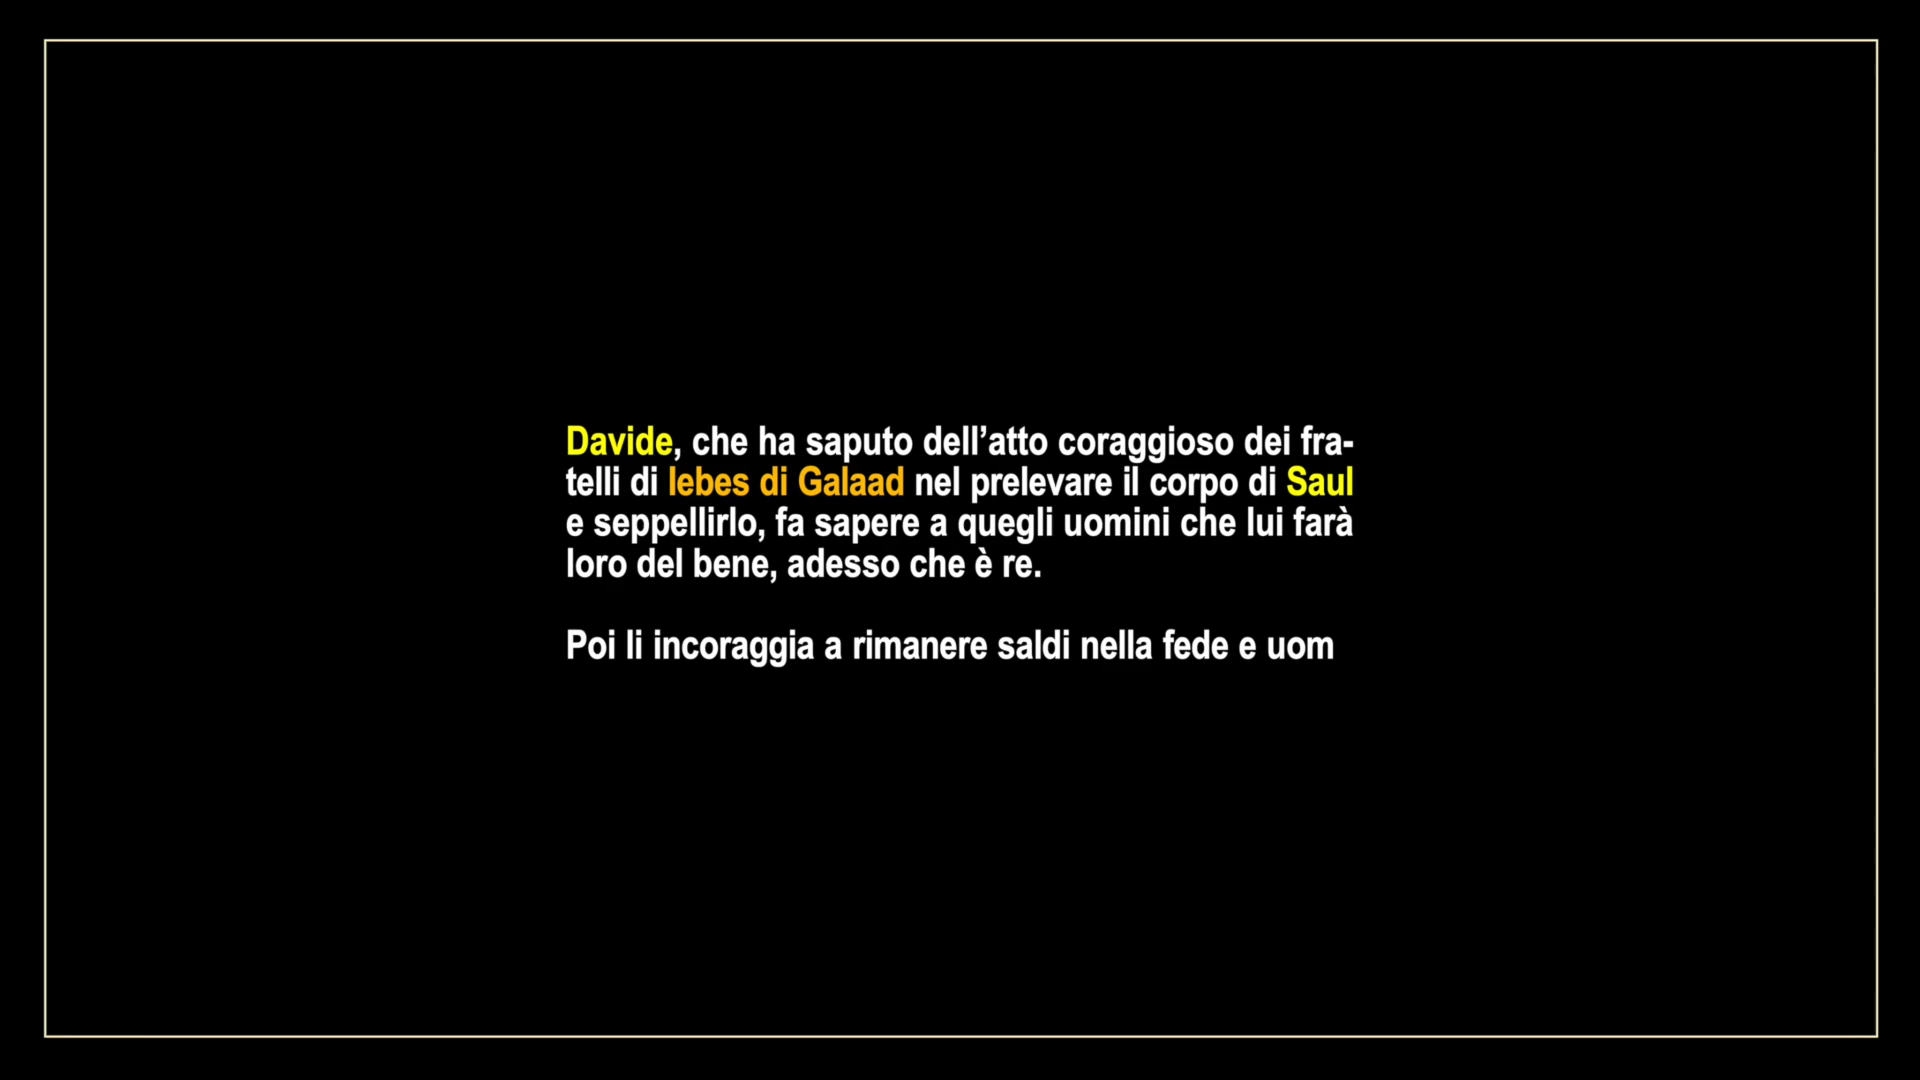 Davide, che ha saputo dell’atto coraggioso dei fra-
telli di Iebes di Galaad nel prelevare il corpo di Saul
e seppellirlo, fa sapere a quegli uomini che lui farà
loro del bene, adesso che è re.
Poi li incoraggia a rimanere saldi nella fede e uom